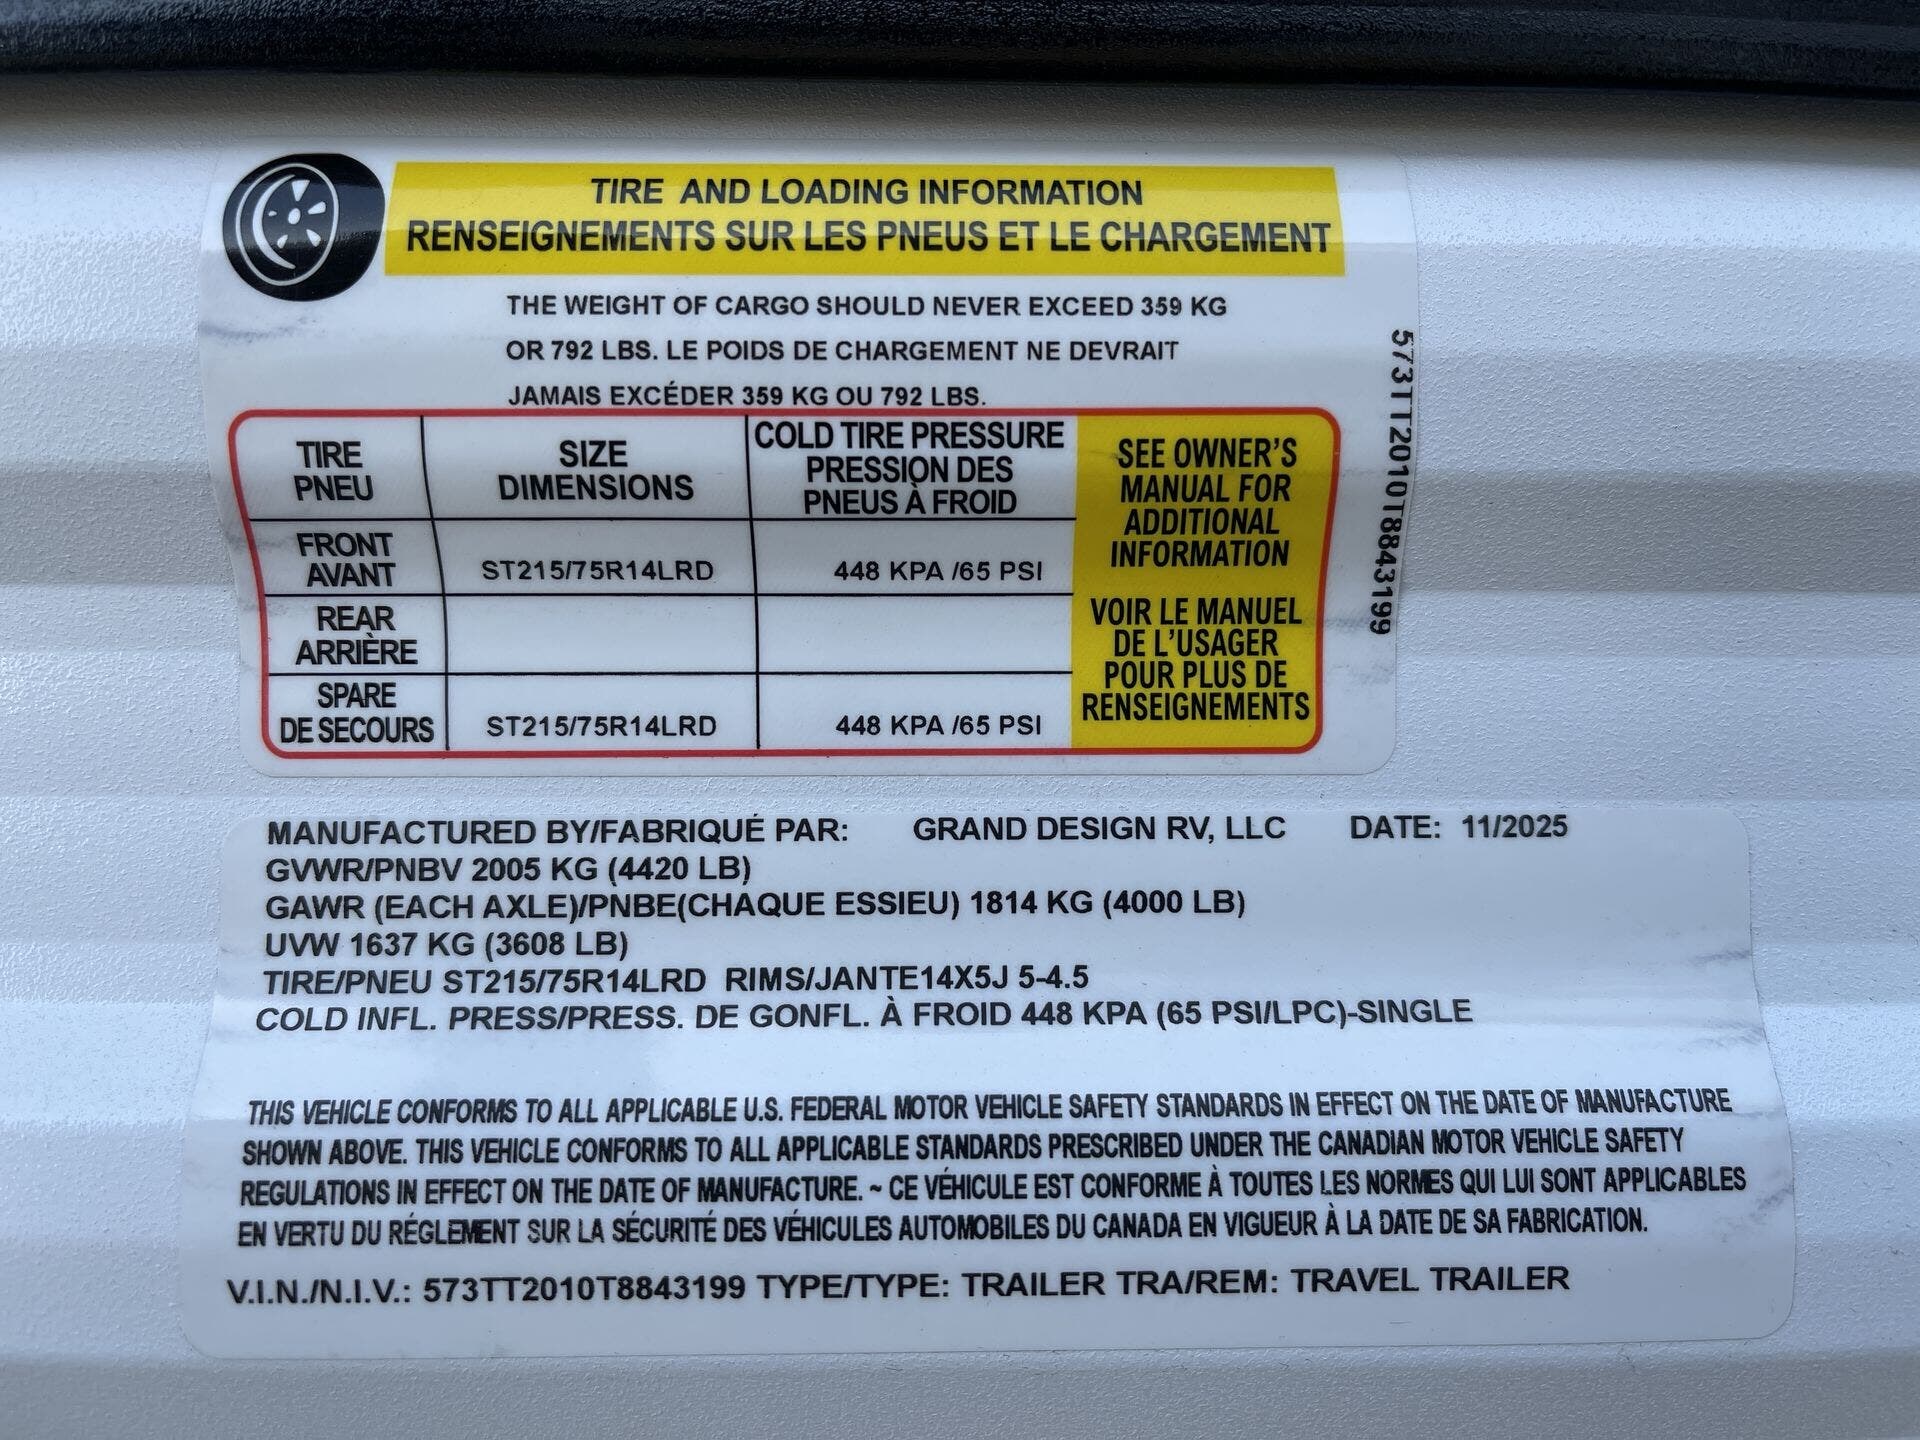 TIRE AND LOADING INFORMATION
RENSEIGNEMENTS SUR LES PNEUS ET LE CHARGEMENT
THE WEIGHT OF CARGO SHOULD NEVER EXCEED 359 KG
OR 792 LBS. LE POIDS DE CHARGEMENT NE DEVRAIT
JAMAIS EXCÉDER 359 KG OU 792 LBS.
TIRE
PNEU
SIZE
DIMENSIONS
COLD TIRE PRESSURE
PRESSION DES
PNEUS À FROID
FRONT
AVANT
ST215/75R14LRD
448 KPA /65 PSI
REAR
ARRIÈRE
SPARE
DE SECOURS
ST215/75R14LRD
448 KPA /65 PSI
SEE OWNER'S
MANUAL FOR
ADDITIONAL
INFORMATION
VOIR LE MANUEL
DE L'USAGER
POUR PLUS DE
RENSEIGNEMENTS
573TT2010T8843199
MANUFACTURED BY/FABRIQUÉ PAR: GRAND DESIGN RV, LLC DATE: 11/2025
GVWR/PNBV 2005 KG (4420 LB)
GAWR (EACH AXLE)/PNBE(CHAQUE ESSIEU) 1814 KG (4000 LB)
UVW 1637 KG (3608 LB)
TIRE/PNEU ST215/75R14LRD RIMS/JANTE14X5J 5-4.5
COLD INFL. PRESS/PRESS. DE GONFL. À FROID 448 KPA (65 PSI/LPC)-SINGLE
THIS VEHICLE CONFORMS TO ALL APPLICABLE U.S. FEDERAL MOTOR VEHICLE SAFETY STANDARDS IN EFFECT ON THE DATE OF MANUFACTURE
SHOWN ABOVE. THIS VEHICLE CONFORMS TO ALL APPLICABLE STANDARDS PRESCRIBED UNDER THE CANADIAN MOTOR VEHICLE SAFETY
REGULATIONS IN EFFECT ON THE DATE OF MANUFACTURE. ~ CE VÉHICULE EST CONFORME À TOUTES LES NORMES QUI LUI SONT APPLICABLES
EN VERTU DU RÉGLEMENT SUR LA SÉCURITÉ DES VÉHICULES AUTOMOBILES DU CANADA EN VIGUEUR À LA DATE DE SA FABRICATION.
V.I.N./N.I.V.: 573TT2010T8843199 TYPE/TYPE: TRAILER TRA/REM: TRAVEL TRAILER